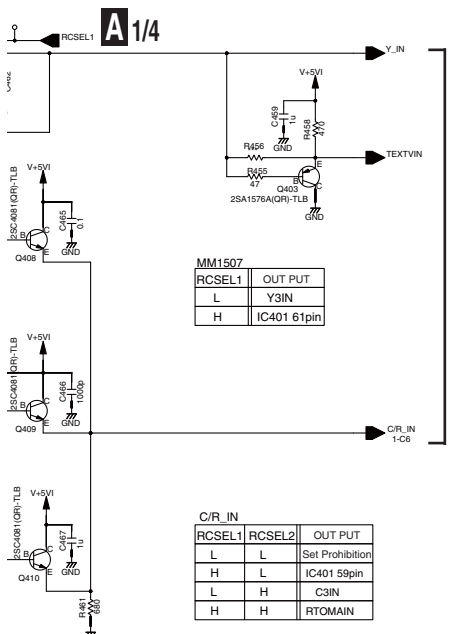 RCSEL1
A 1/4
Y_IN
C462
V+5VI
C459
1u
GND
R458
470
TEXTVIN
R456
R455
47
E
B
C
Q403
2SA1576A(QR)-TLB
GND
V+5VI
2SC4081(QR)-TLB
C465
0.1
B
C
E
GND
Q408
MM1507
RCSEL1 OUT PUT
L Y3IN
H IC401 61pin
V+5VI
2SC4081(QR)-TLB
C466
1000p
B
C
E
GND
Q409
C/R_IN
1-C6
V+5VI
2SC4081(QR)-TLB
C467
1u
B
C
E
GND
Q410
R461
680
C/R_IN
RCSEL1 RCSEL2 OUT PUT
L L Set Prohibition
H L IC401 59pin
L H C3IN
H H RTOMAIN